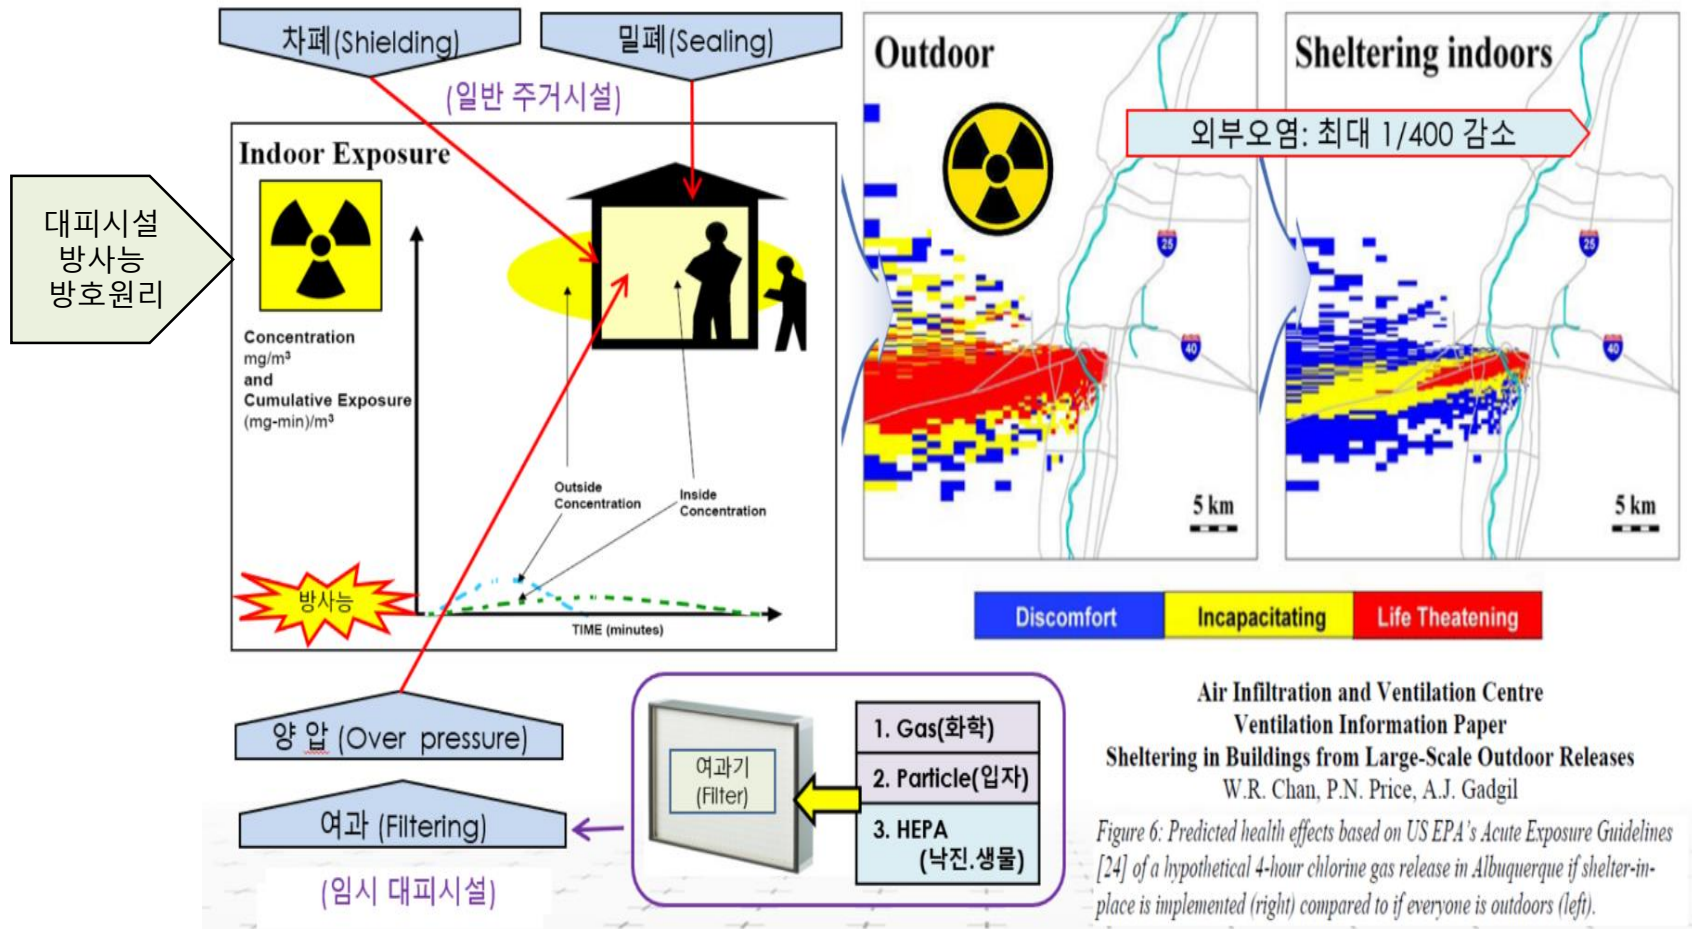 차폐(Shielding)
밀폐(Sealing)
(일반 주거시설)
대피시설
방사능
방호원리
Indoor Exposure
Concentration
mg/m³
and
Cumulative Exposure
(mg-min)/m³
Outside
Concentration
Inside
Concentration
방사능
TIME (minutes)
양 압 (Over pressure)
여과 (Filtering)
(임시 대피시설)
여과기
(Filter)
1. Gas(화학)
2. Particle(입자)
3. HEPA
(낙진.생물)
Outdoor
Sheltering indoors
외부오염: 최대 1/400 감소
25
40
5 km
25
40
5 km
Discomfort
Incapacitating
Life Theatening
Air Infiltration and Ventilation Centre
Ventilation Information Paper
Sheltering in Buildings from Large-Scale Outdoor Releases
W.R. Chan, P.N. Price, A.J. Gadgil
Figure 6: Predicted health effects based on US EPA's Acute Exposure Guidelines
[24] of a hypothetical 4-hour chlorine gas release in Albuquerque if shelter-in-
place is implemented (right) compared to if everyone is outdoors (left).